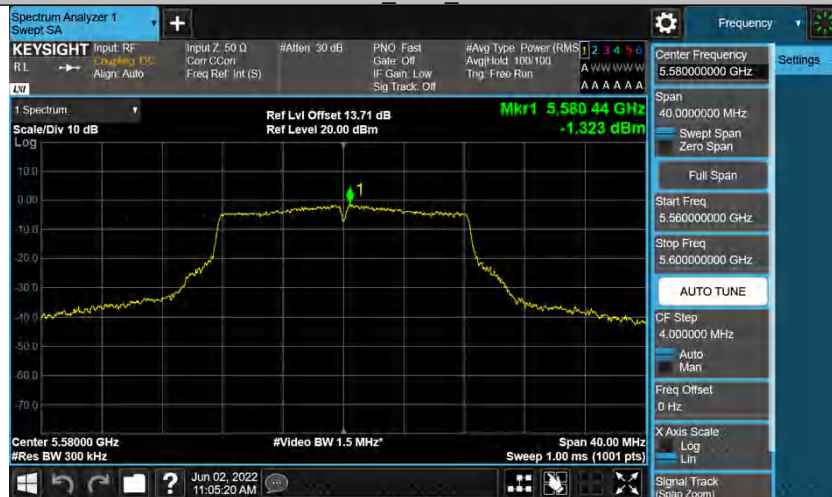 Spectrum Analyzer 1
Swept SA
Frequency
KEYSIGHT
RL
LXI
Input: RF
Coupling: DC
Align: Auto
Input Z: 50 Ω
Corr CCorr
Freq Ref: Int (S)
#Atten: 30 dB
PNO: Fast
Gate: Off
IF Gain: Low
Sig Track: Off
#Avg Type: Power (RMS)
Avg|Hold: 100/100
Trig: Free Run
1 2 3 4 5 6
A W W W W W
A A A A A A
1 Spectrum
Scale/Div 10 dB
Log
Ref Lvl Offset 13.71 dB
Ref Level 20.00 dBm
Mkr1 5.580 44 GHz
-1.323 dBm
1
10.0
0.00
-10.0
-20.0
-30.0
-40.0
-50.0
-60.0
-70.0
Center 5.58000 GHz
#Res BW 300 kHz
#Video BW 1.5 MHz*
Span 40.00 MHz
Sweep 1.00 ms (1001 pts)
Jun 02, 2022
11:05:20 AM
Settings
Center Frequency
5.580000000 GHz
Span
40.0000000 MHz
Swept Span
Zero Span
Full Span
Start Freq
5.560000000 GHz
Stop Freq
5.600000000 GHz
AUTO TUNE
CF Step
4.000000 MHz
Auto
Man
Freq Offset
0 Hz
X Axis Scale
Log
Lin
Signal Track
(Span Zoom)